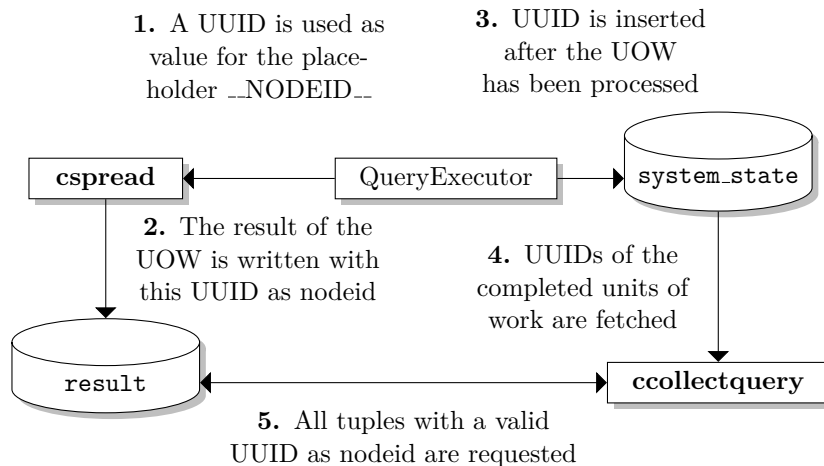 1. A UUID is used as
value for the place-
holder __NODEID__
3. UUID is inserted
after the UOW
has been processed
cspread
QueryExecutor
system_state
2. The result of the
UOW is written with
this UUID as nodeid
4. UUIDs of the
completed units of
work are fetched
result
ccollectquery
5. All tuples with a valid
UUID as nodeid are requested